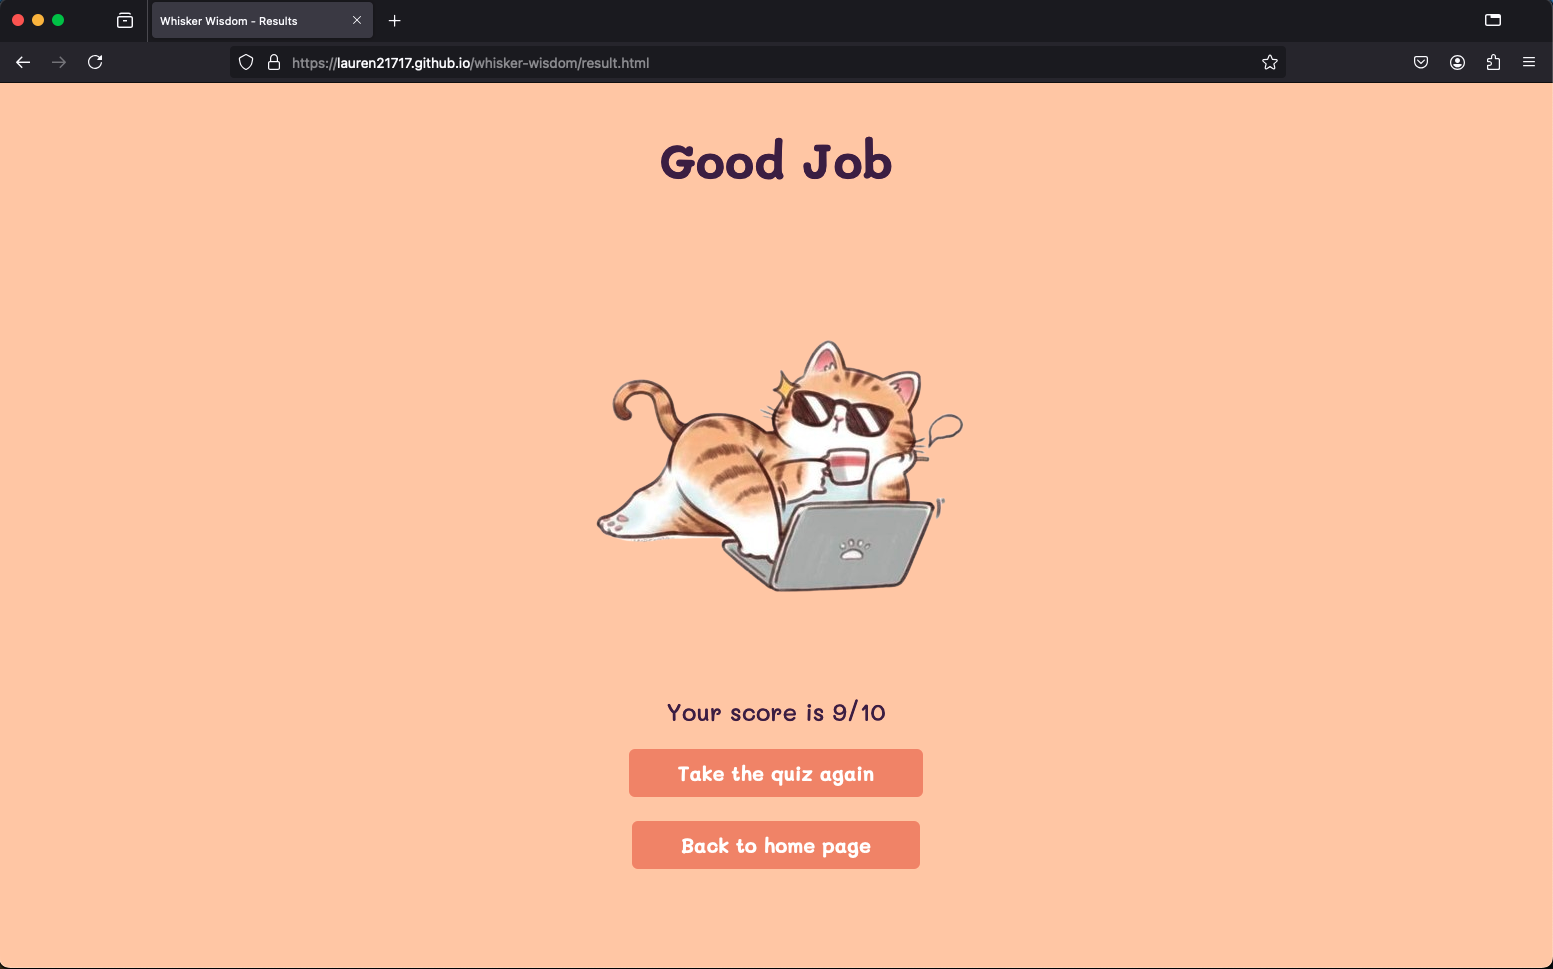 Whisker Wisdom - Results
https://lauren21717.github.io/whisker-wisdom/result.html
Good Job
Your score is 9/10
Take the quiz again
Back to home page